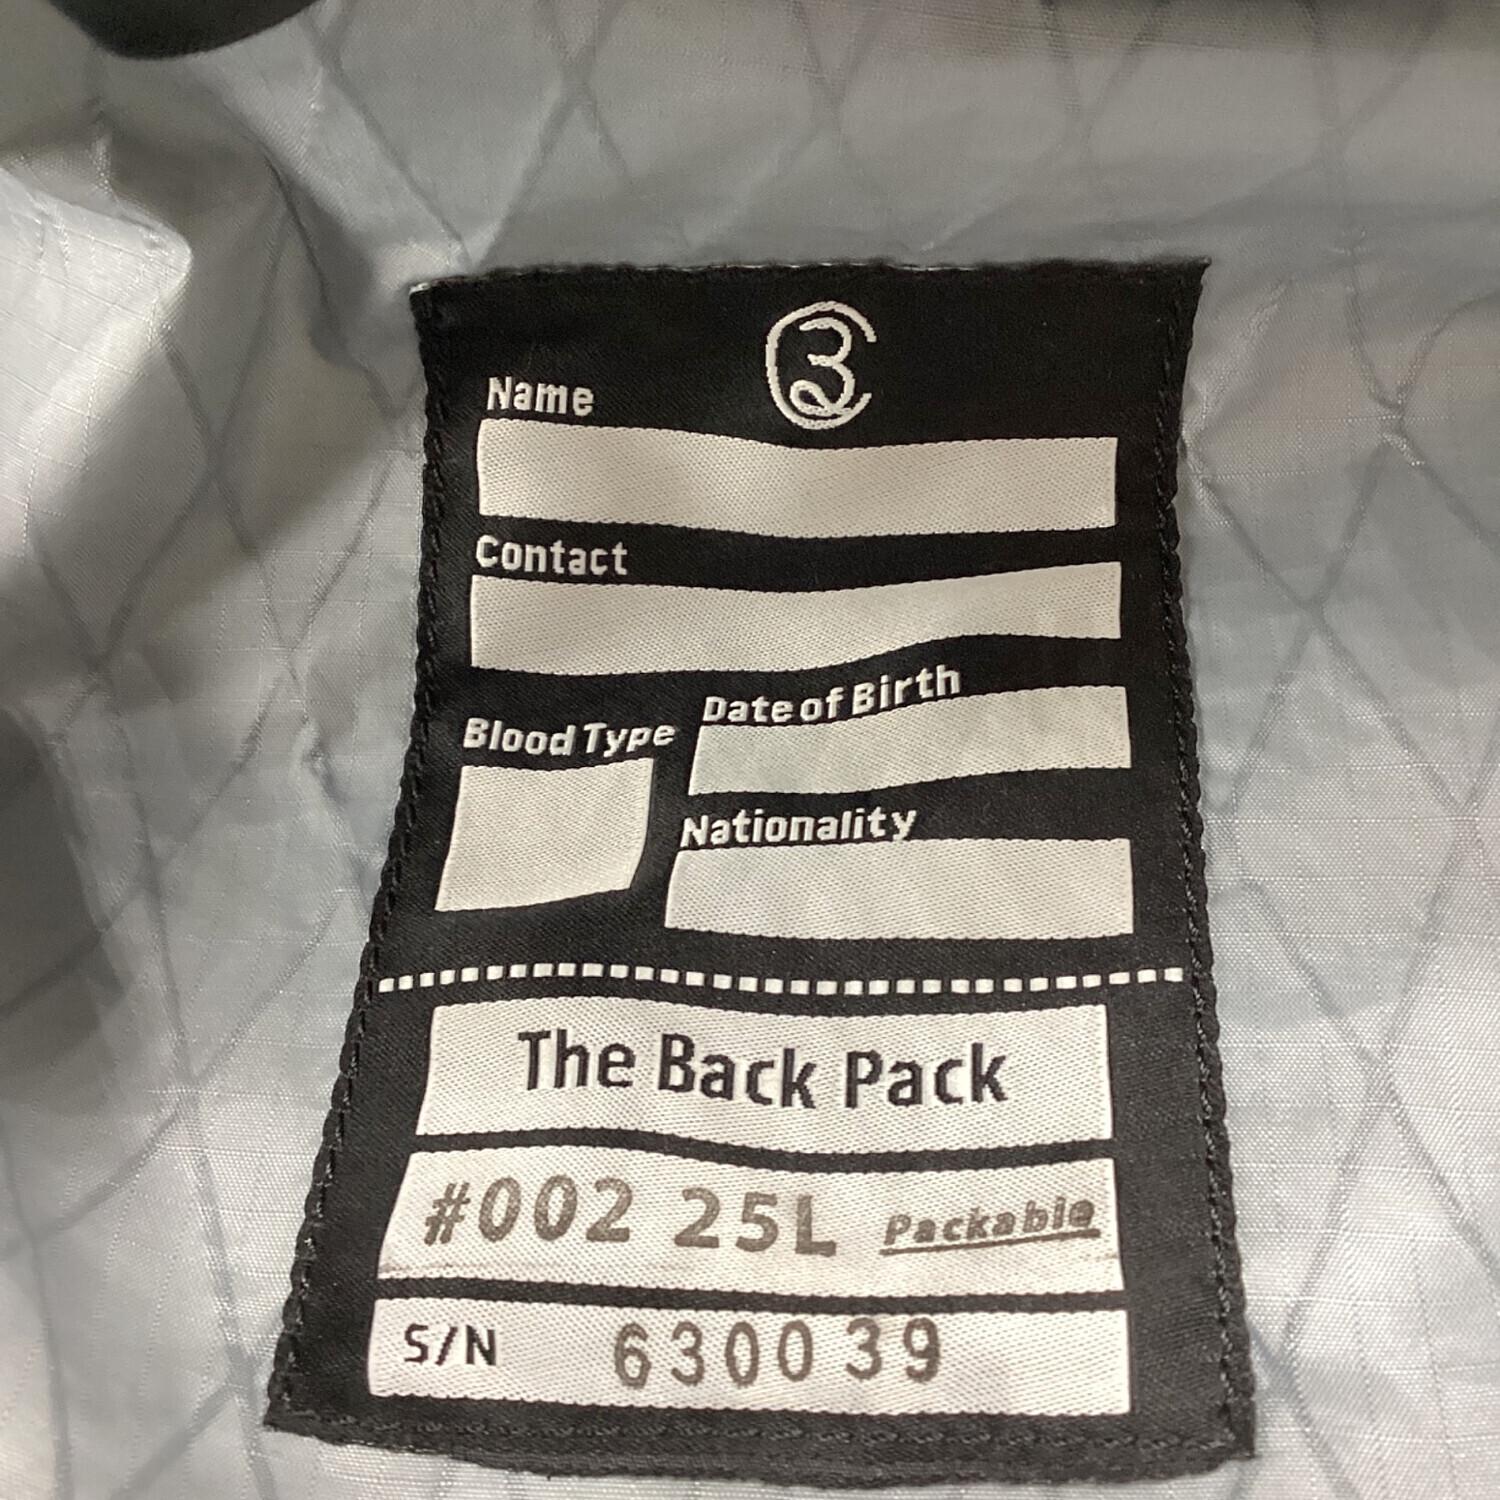 Name
Contact
Date of Birth
Blood Type
Nationality
The Back Pack
#002 25L Packable
S/N 630039